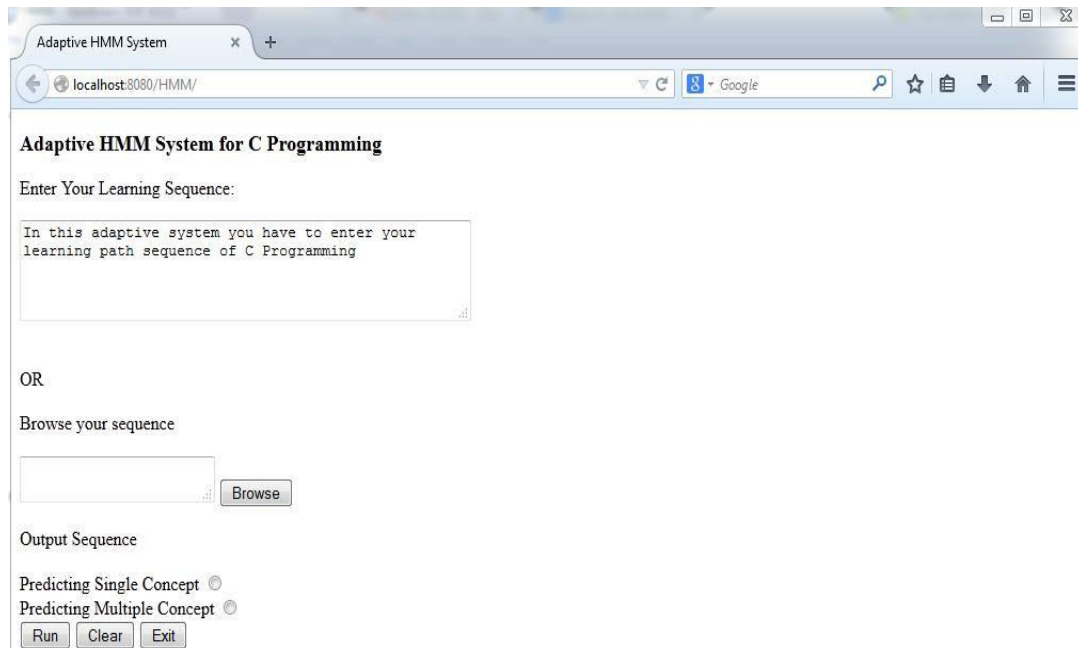 Adaptive HMM System
localhost:8080/HMM/
Google
Adaptive HMM System for C Programming
Enter Your Learning Sequence:
In this adaptive system you have to enter your
learning path sequence of C Programming
OR
Browse your sequence
Browse
Output Sequence
Predicting Single Concept
Predicting Multiple Concept
Run Clear Exit